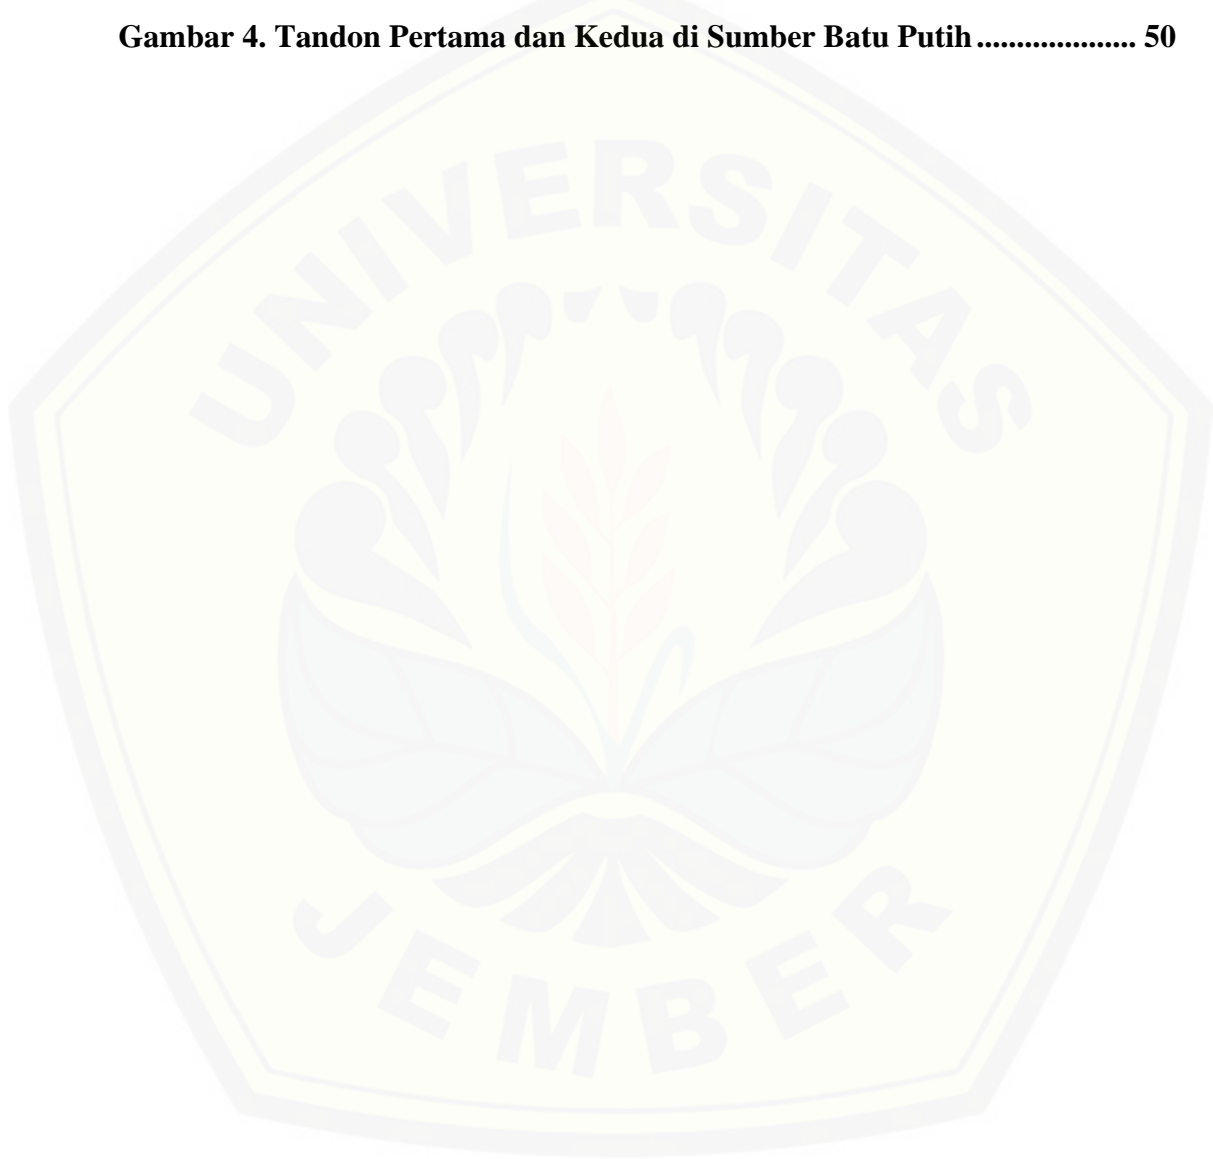 Gambar 4. Tandon Pertama dan Kedua di Sumber Batu Putih .................... 50
UNIVERSITAS
JEMBER